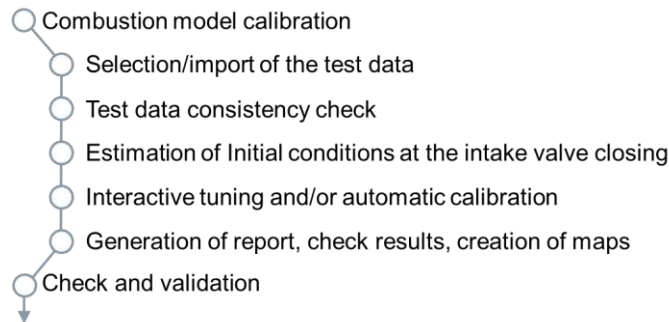 Combustion model calibration
Selection/import of the test data
Test data consistency check
Estimation of Initial conditions at the intake valve closing
Interactive tuning and/or automatic calibration
Generation of report, check results, creation of maps
Check and validation